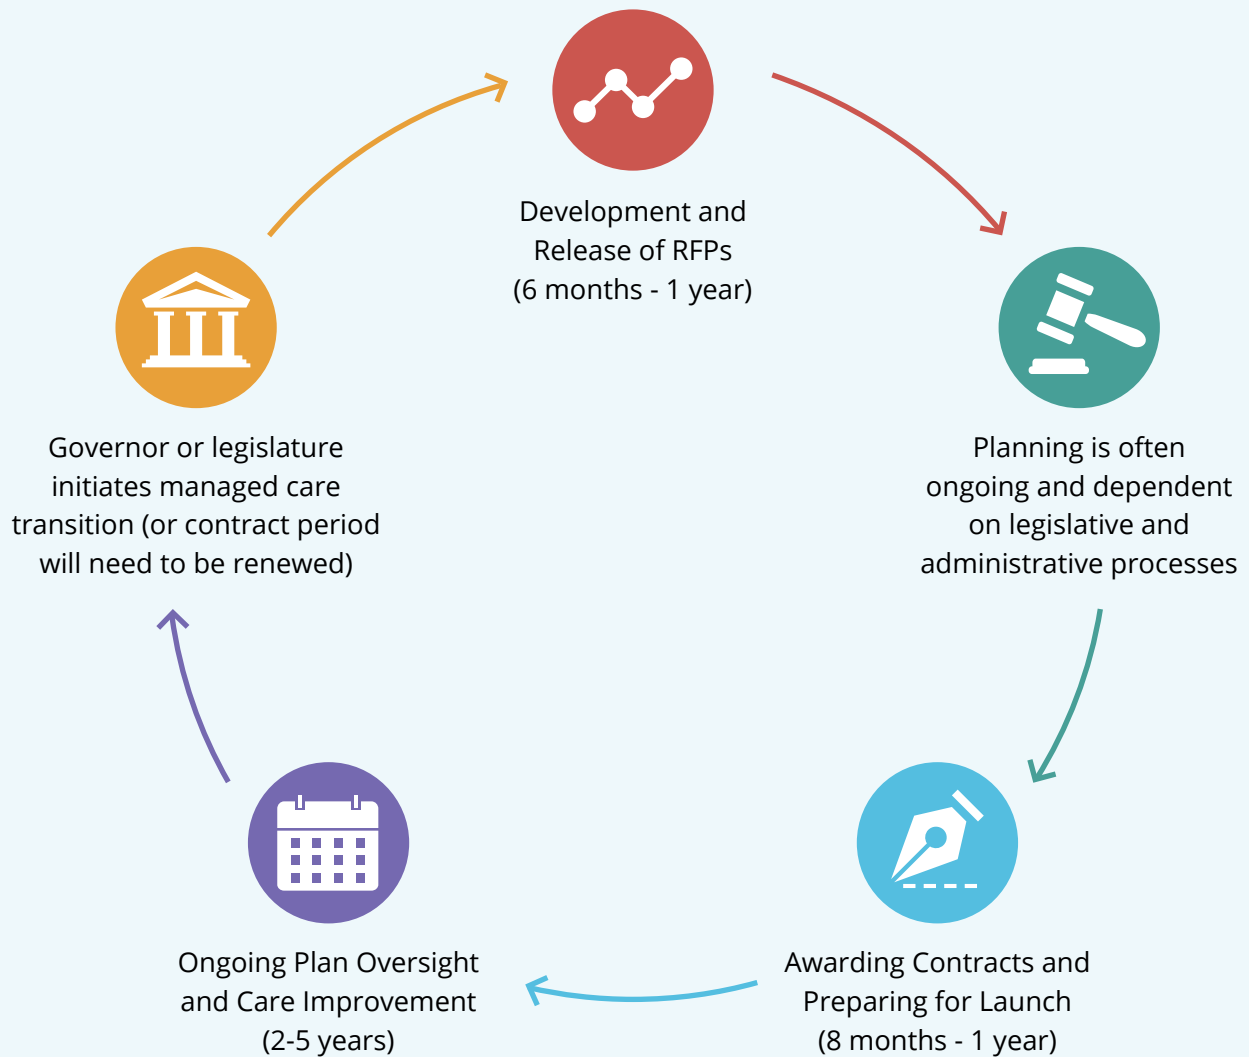 Development and
Release of RFPs
(6 months - 1 year)
Governor or legislature
initiates managed care
transition (or contract period
will need to be renewed)
Planning is often
ongoing and dependent
on legislative and
administrative processes
Ongoing Plan Oversight
and Care Improvement
(2-5 years)
Awarding Contracts and
Preparing for Launch
(8 months - 1 year)